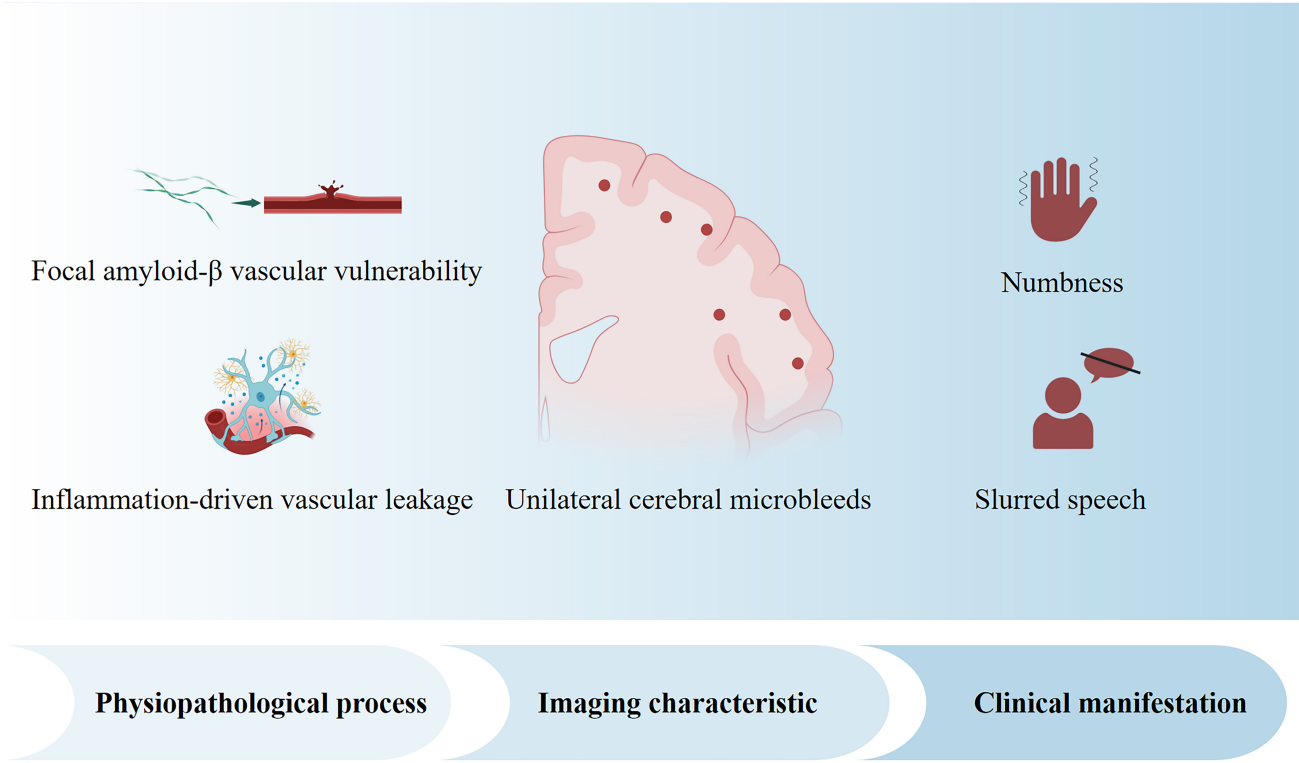 Focal amyloid-β vascular vulnerability
Inflammation-driven vascular leakage
Unilateral cerebral microbleeds
Numbness
Slurred speech
Physiopathological process
Imaging characteristic
Clinical manifestation